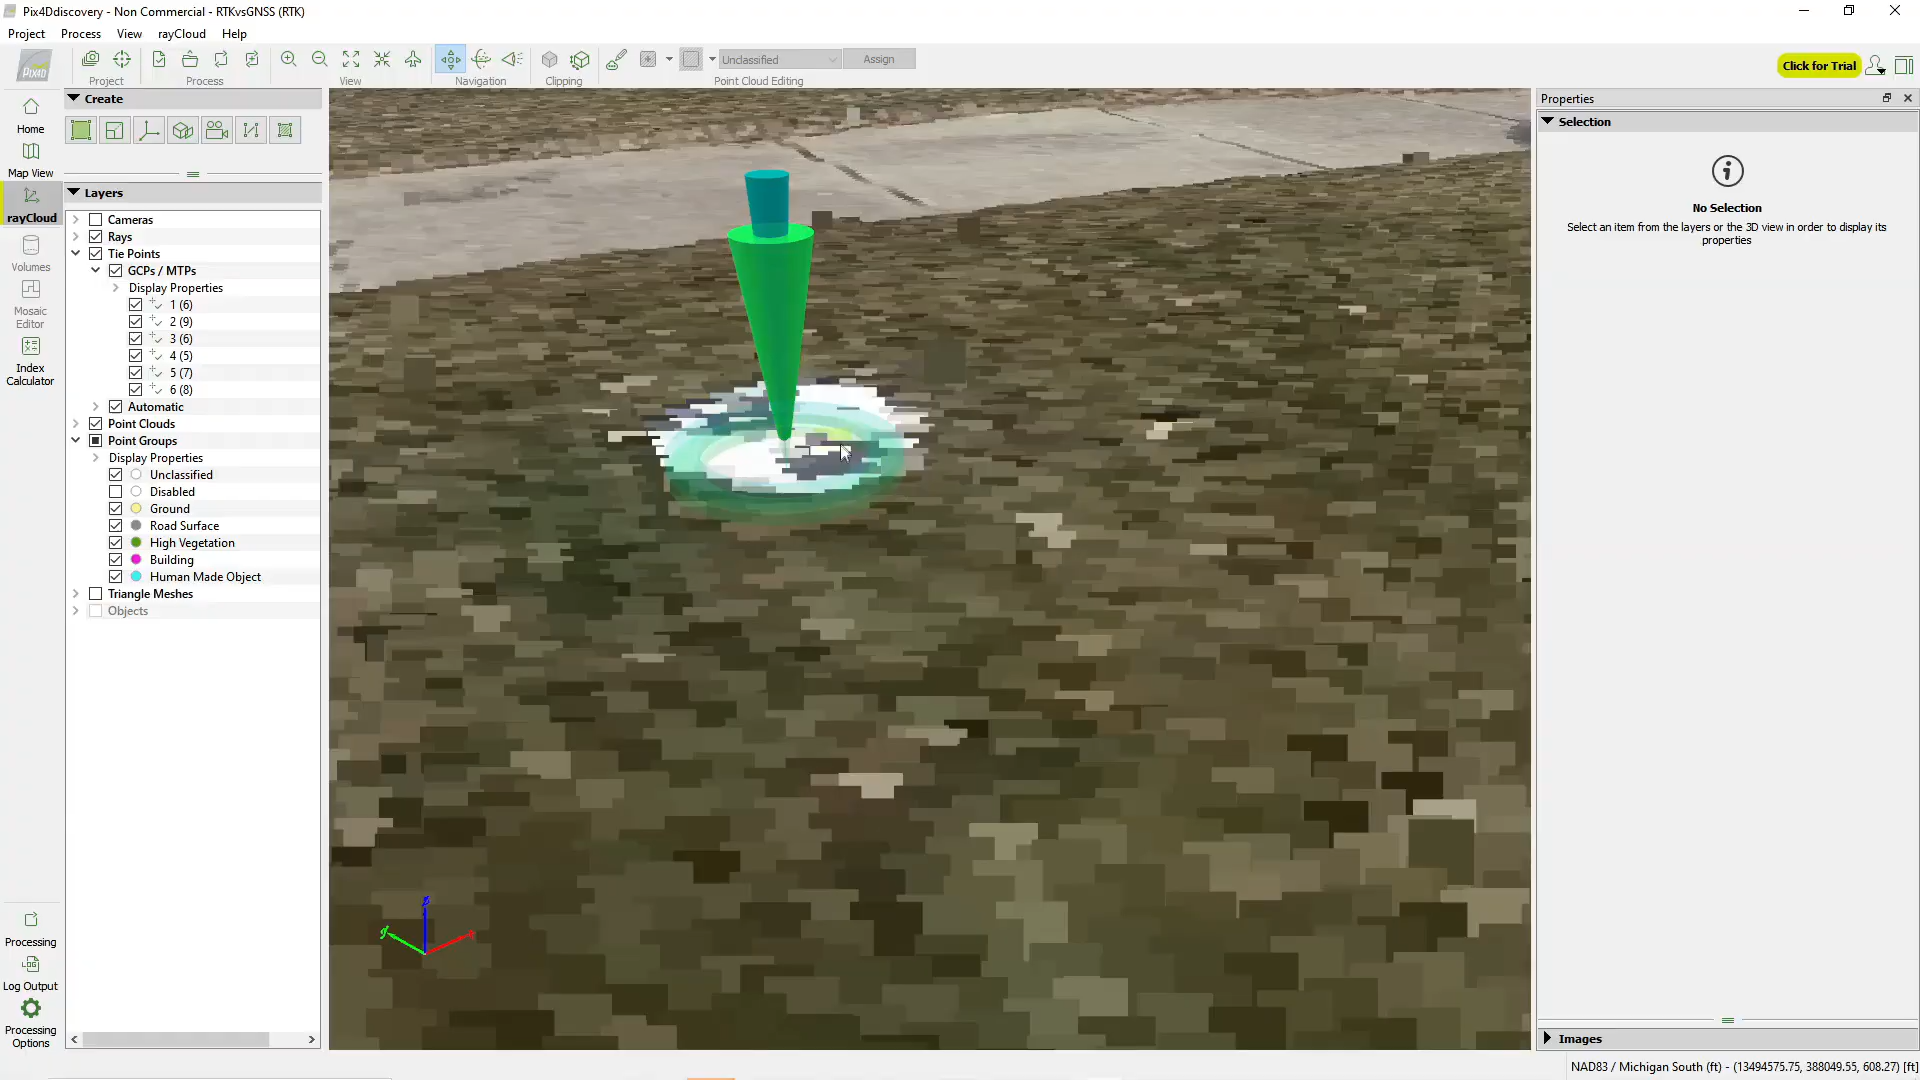 Pix4Ddiscovery - Non Commercial - RTKvsGNSS (RTK)
Project Process View rayCloud Help
PIX4D
Unclassified
Assign
Click for Trial
Project Process View Navigation Clipping Point Cloud Editing
Home
Map View
rayCloud
Volumes
Mosaic
Editor
Index
Calculator
Processing
Log Output
LOG
Processing
Options
Create
Layers
Cameras
Rays
Tie Points
GCPs / MTPs
Display Properties
1 (6)
2 (9)
3 (6)
4 (5)
5 (7)
6 (8)
Automatic
Point Clouds
Point Groups
Display Properties
Unclassified
Disabled
Ground
Road Surface
High Vegetation
Building
Human Made Object
Triangle Meshes
Objects
Properties
Selection
No Selection
Select an item from the layers or the 3D view in order to display its
properties
Images
NAD83 / Michigan South (ft) - (13494575.75, 388049.55, 608.27) [ft]